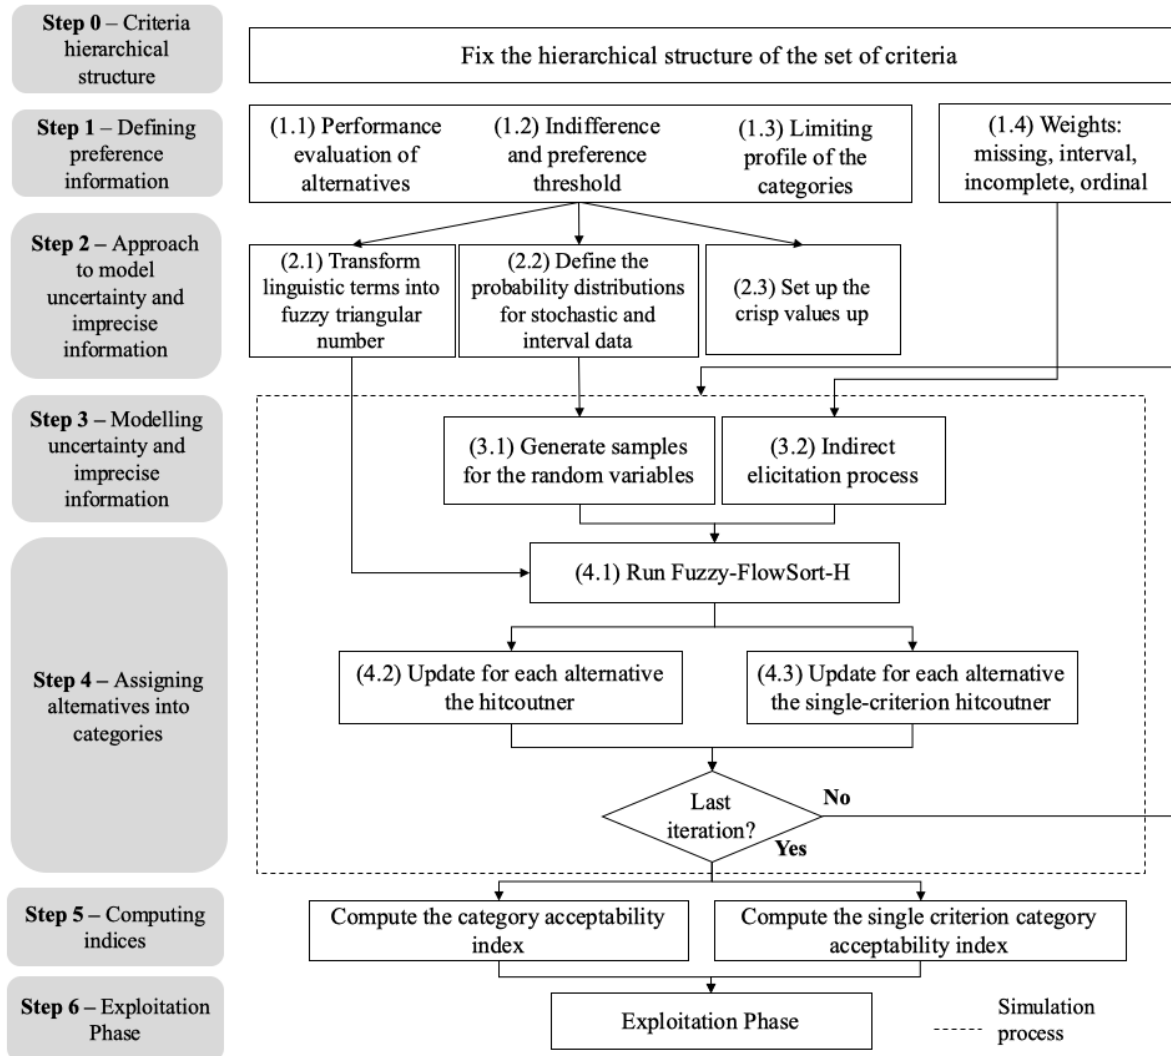 Step 0 – Criteria
hierarchical
structure
Fix the hierarchical structure of the set of criteria
Step 1 – Defining
preference
information
(1.1) Performance
evaluation of
alternatives
(1.2) Indifference
and preference
threshold
(1.3) Limiting
profile of the
categories
(1.4) Weights:
missing, interval,
incomplete, ordinal
Step 2 – Approach
to model
uncertainty and
imprecise
information
(2.1) Transform
linguistic terms into
fuzzy triangular
number
(2.2) Define the
probability distributions
for stochastic and
interval data
(2.3) Set up the
crisp values up
Step 3 – Modelling
uncertainty and
imprecise
information
(3.1) Generate samples
for the random variables
(3.2) Indirect
elicitation process
Step 4 – Assigning
alternatives into
categories
(4.1) Run Fuzzy-FlowSort-H
(4.2) Update for each alternative
the hitcoutner
(4.3) Update for each alternative
the single-criterion hitcoutner
Last
iteration?
No
Yes
Step 5 – Computing
indices
Compute the category acceptability
index
Compute the single criterion category
acceptability index
Step 6 – Exploitation
Phase
Exploitation Phase
Simulation
process